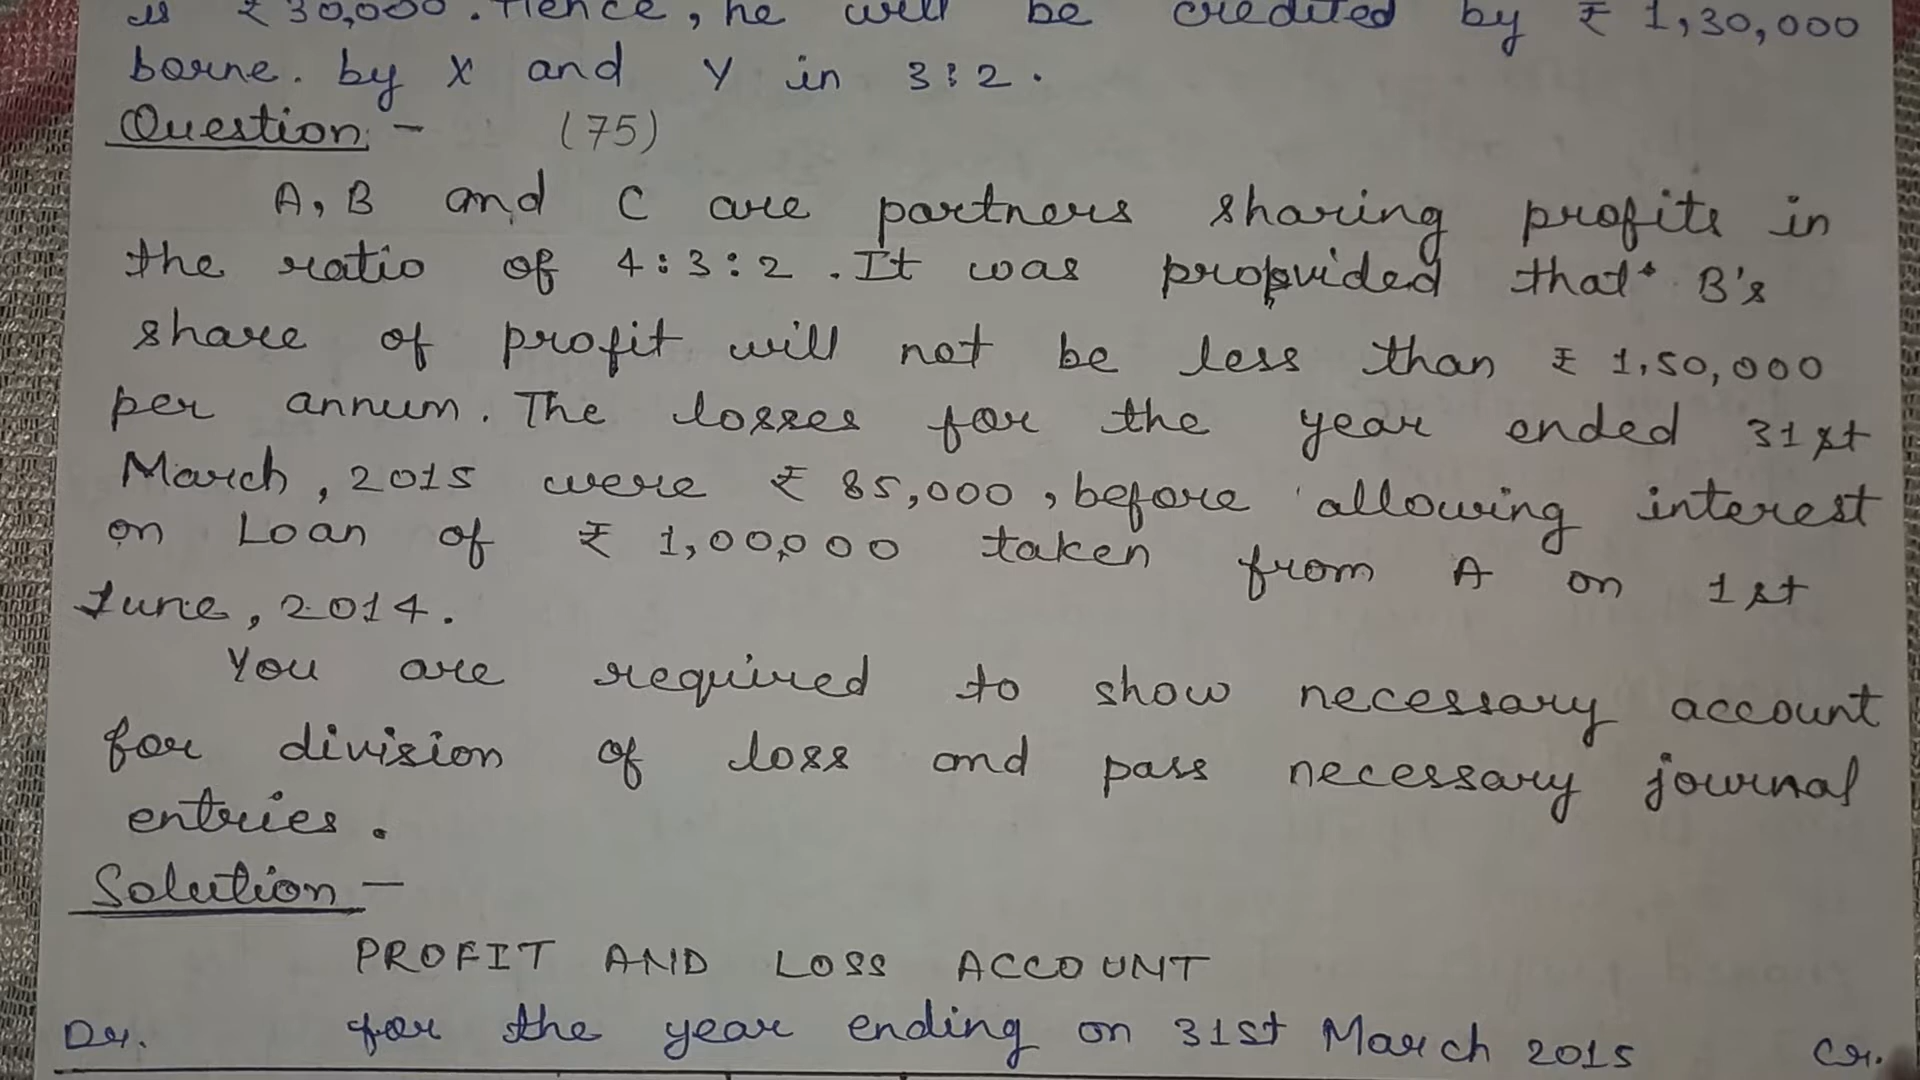 is ₹ 30,000. Hence, he will be credited by ₹ 1,30,000
borne. by X and Y in 3:2.
Question - (75)
A, B and C are partners sharing profits in
the ratio of 4:3:2. It was propvided that B's
share of profit will not be less than ₹ 1,50,000
per annum. The losses for the year ended 31st
March, 2015 were ₹ 85,000, before allowing interest
on Loan of ₹ 1,00,000 taken from A on 1st
June, 2014.
You are required to show necessary account
for division of loss and pass necessary journal
entries.
Solution -
PROFIT AND LOSS ACCOUNT
Dr. for the year ending on 31st March 2015 Cr.